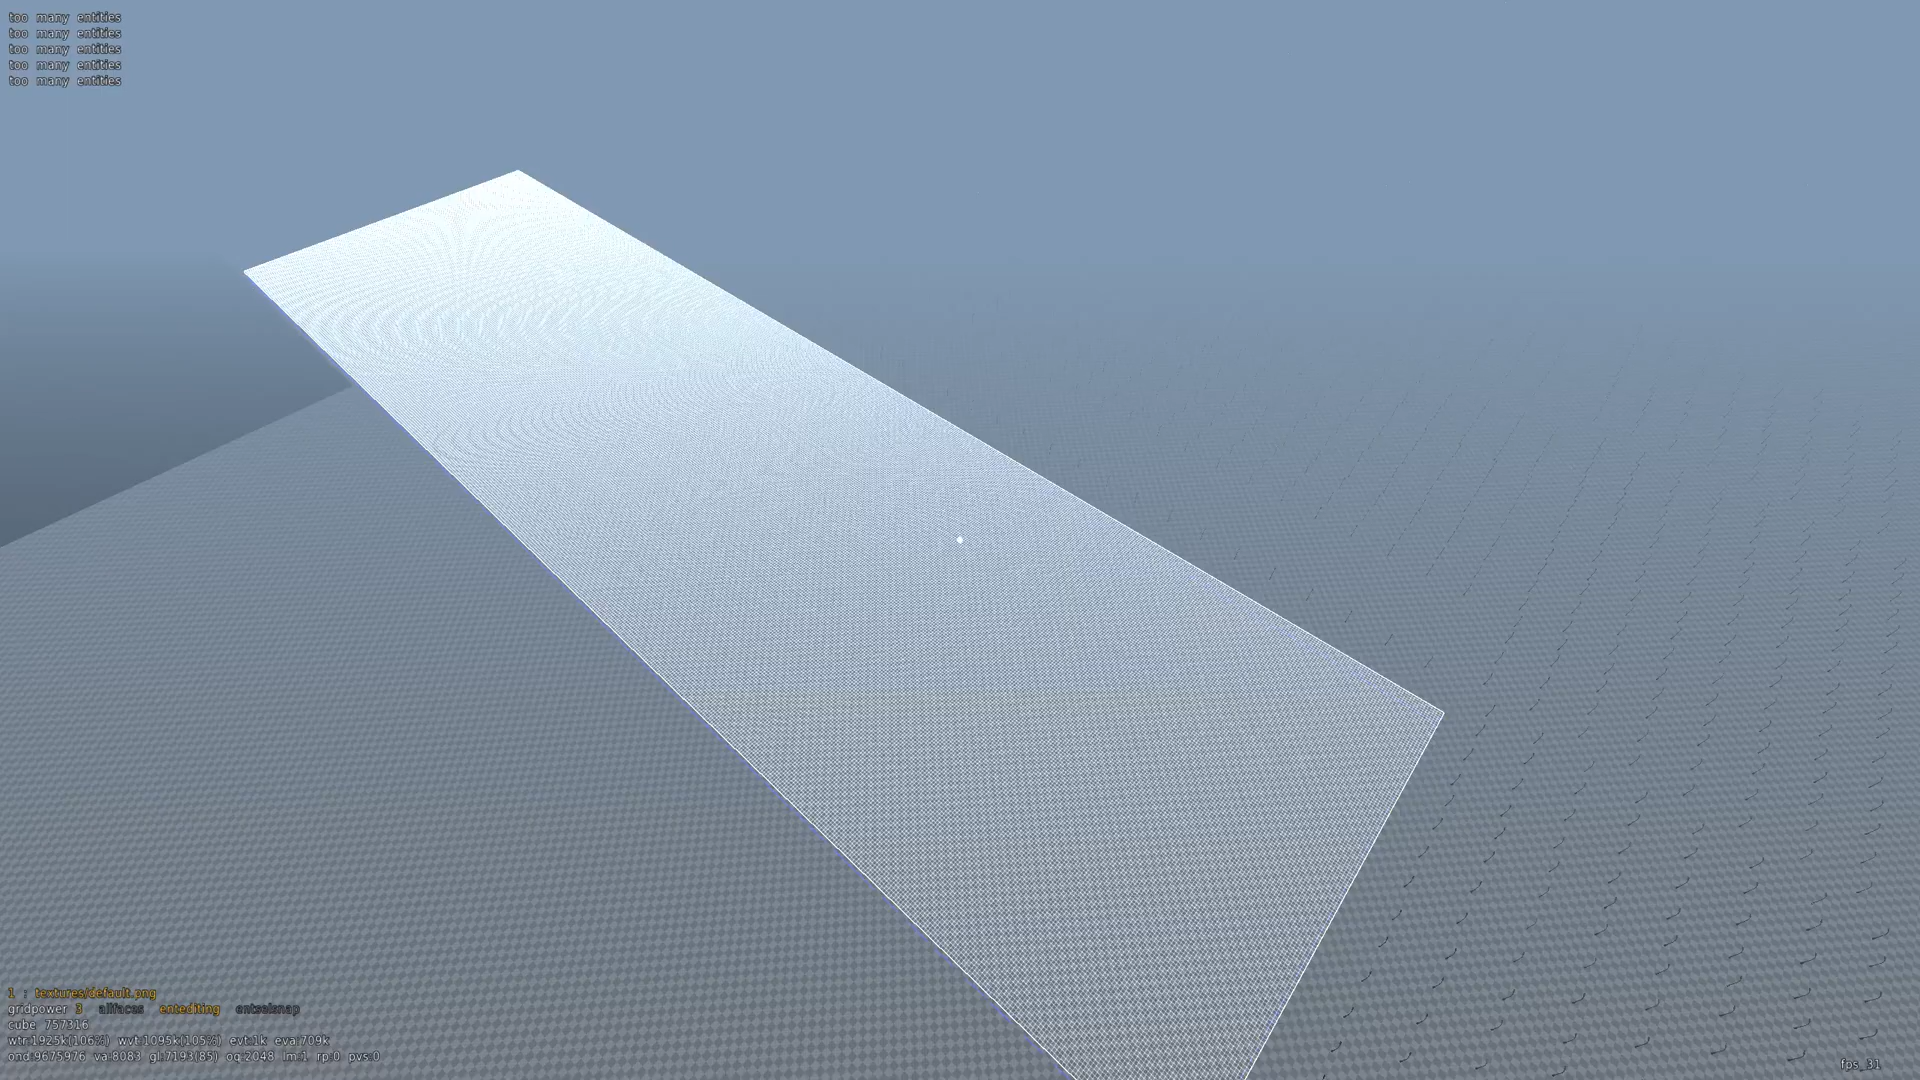 too many entities
too many entities
too many entities
too many entities
too many entities
1 : textures/default.png
gridpower 3 allfaces entediting entselsnap
cube 757316
wtr:1925k(106%) wvt:1095k(105%) evt:1k eva:709k
ond:9675976 va:8083 gl:7193(85) oq:2048 lm:1 rp:0 pvs:0
fps 31